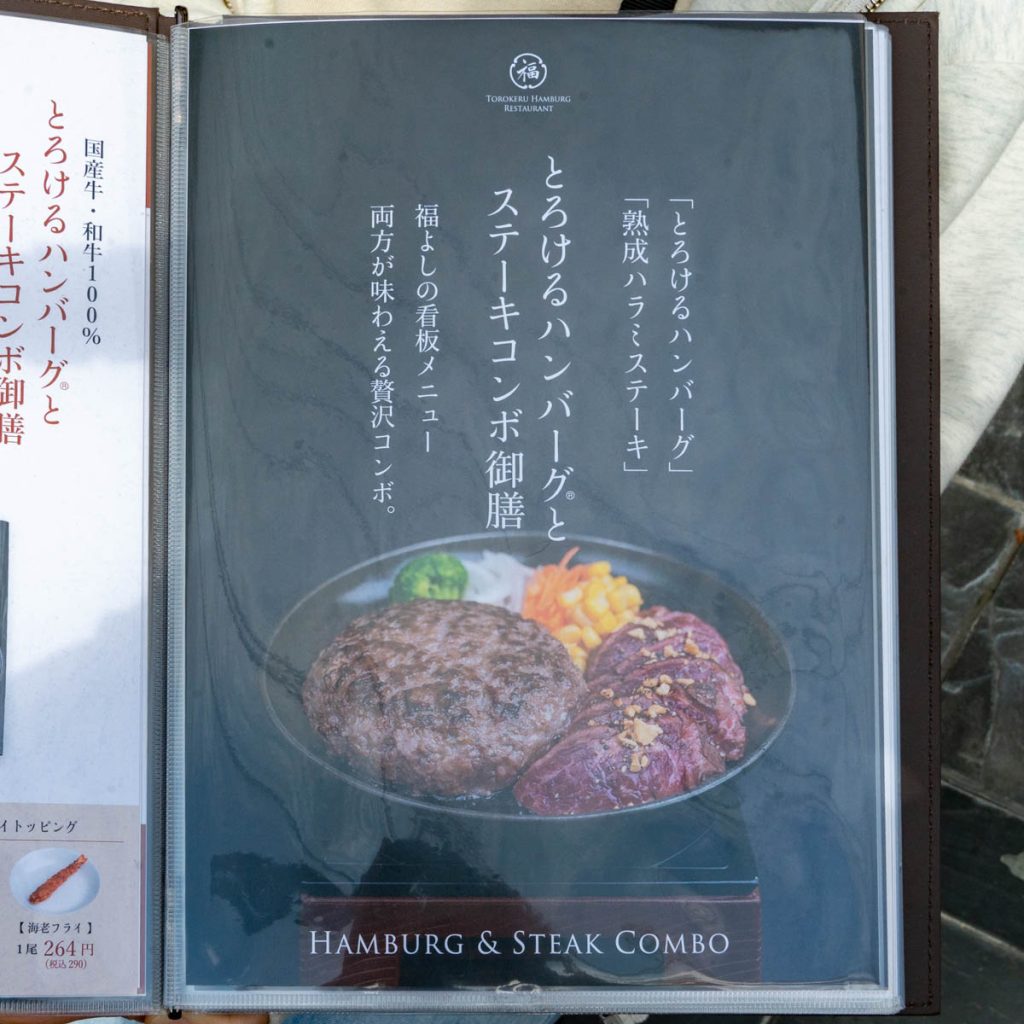 国産牛・和牛100%
とろけるハンバーグ®と
ステーキコンボ御膳
イトッピング
【海老フライ】
1尾 264円
(税込290)
福
TOROKERU HAMBURG
RESTAURANT
「とろけるハンバーグ」
「熟成ハラミステーキ」
とろけるハンバーグ®と
ステーキコンボ御膳
福よしの看板メニュー
両方が味わえる贅沢コンボ。
HAMBURG & STEAK COMBO